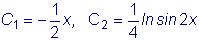 C₁ = −1/2 x, C₂ = 1/4 ln sin 2x